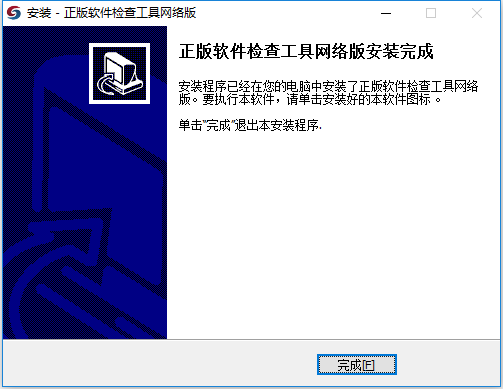 安装 - 正版软件检查工具网络版
正版软件检查工具网络版安装完成
安装程序已经在您的电脑中安装了正版软件检查工具网络
版。要执行本软件，请单击安装好的本软件图标 。
单击"完成"退出本安装程序.
完成[F]